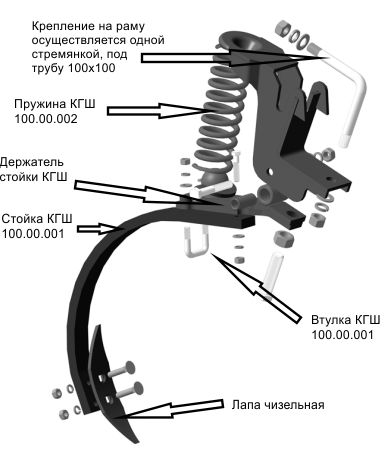 Крепление на раму
осуществляется одной
стремянкой, под
трубу 100х100
Пружина КГШ
100.00.002
Держатель
стойки КГШ
Стойка КГШ
100.00.001
Втулка КГШ
100.00.001
Лапа чизельная